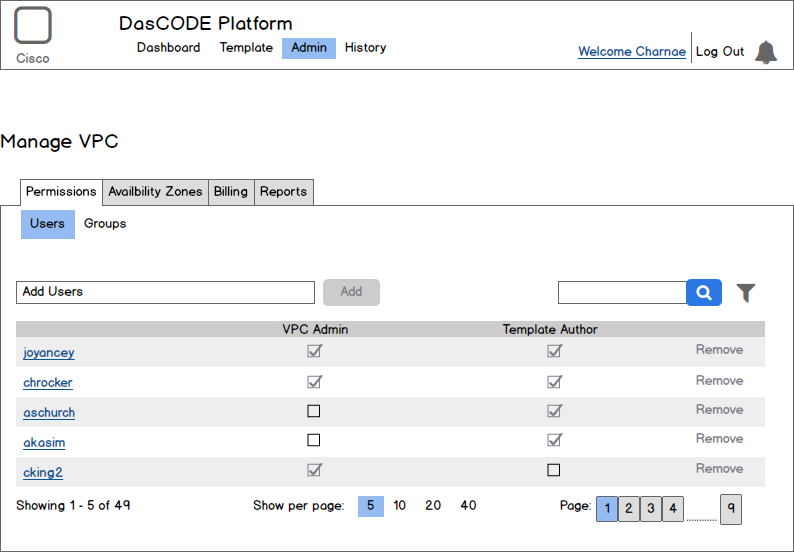 DasCODE Platform
Cisco
Dashboard Template Admin History
Welcome Charnae Log Out
Manage VPC
Permissions Availbility Zones Billing Reports
Users Groups
Add Users Add
VPC Admin Template Author
joyancey Remove
chrocker Remove
aschurch Remove
akasim Remove
cking2 Remove
Showing 1 - 5 of 49 Show per page: 5 10 20 40 Page: 1 2 3 4 ............ 9